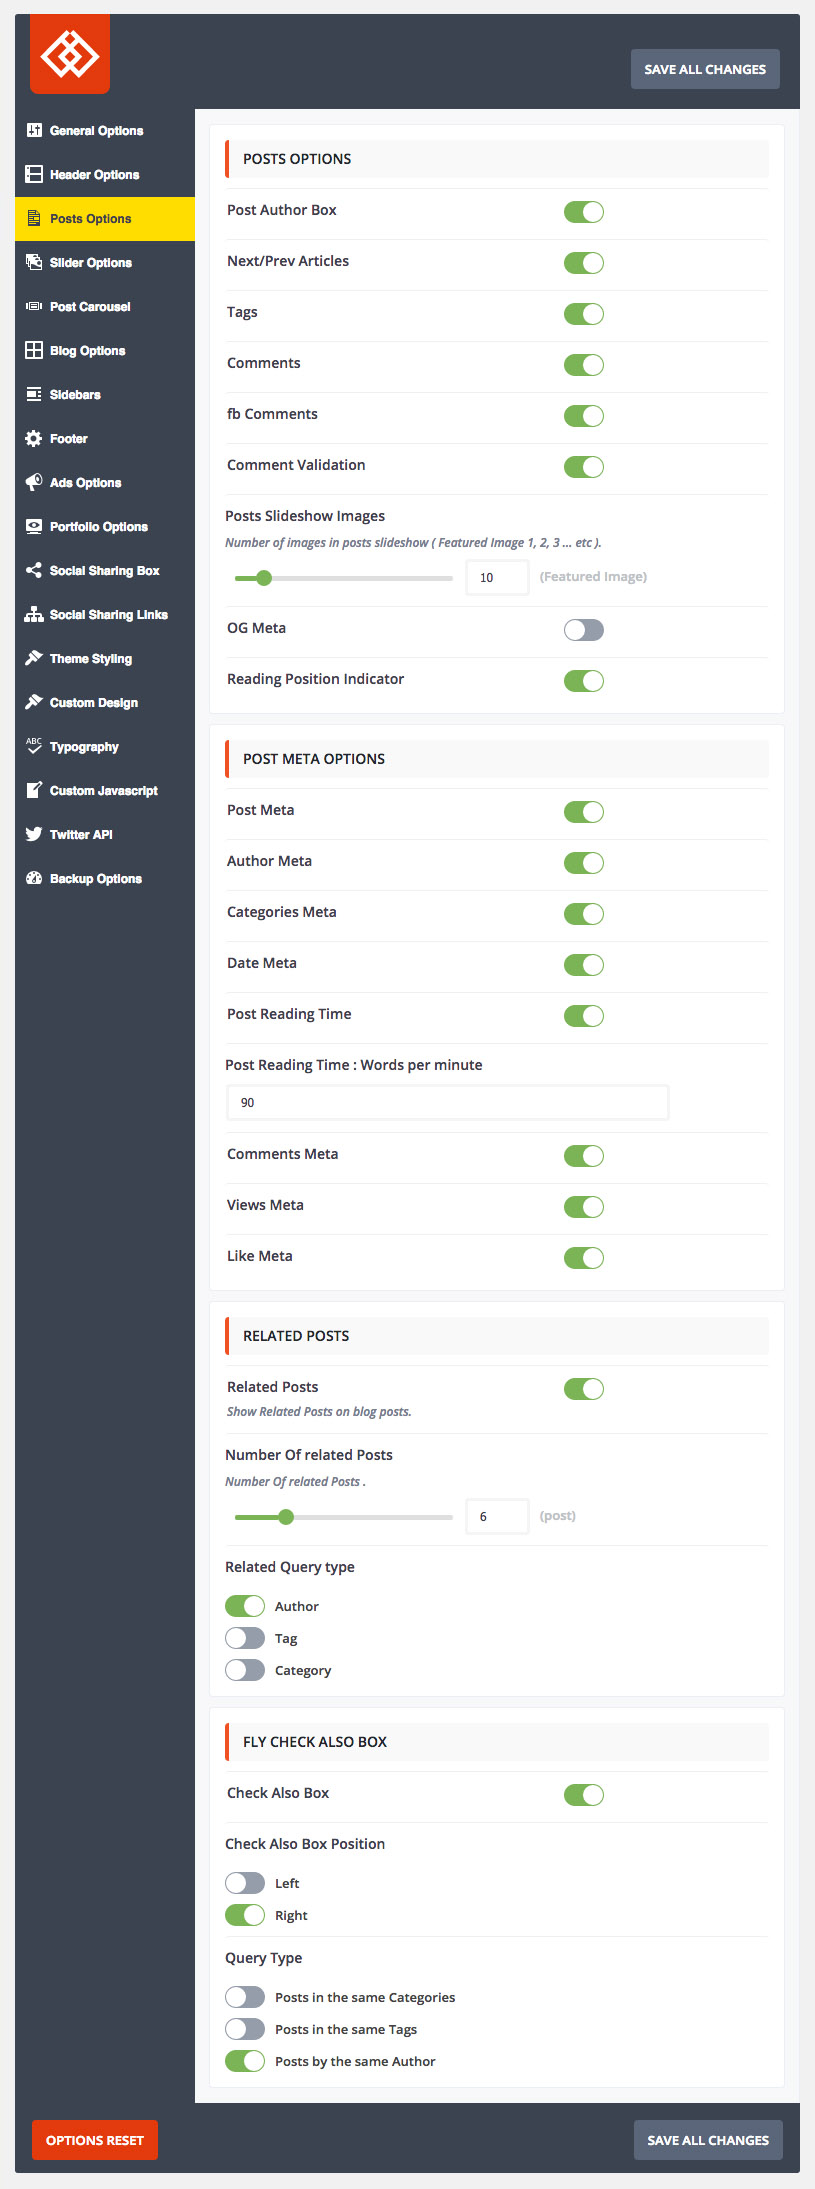 SAVE ALL CHANGES
General Options
Header Options
Posts Options
Slider Options
Post Carousel
Blog Options
Sidebars
Footer
Ads Options
Portfolio Options
Social Sharing Box
Social Sharing Links
Theme Styling
Custom Design
ABC
Typography
Custom Javascript
Twitter API
Backup Options
POSTS OPTIONS
Post Author Box
Next/Prev Articles
Tags
Comments
fb Comments
Comment Validation
Posts Slideshow Images
Number of images in posts slideshow ( Featured Image 1, 2, 3 ... etc ).
10 (Featured Image)
OG Meta
Reading Position Indicator
POST META OPTIONS
Post Meta
Author Meta
Categories Meta
Date Meta
Post Reading Time
Post Reading Time : Words per minute
90
Comments Meta
Views Meta
Like Meta
RELATED POSTS
Related Posts
Show Related Posts on blog posts.
Number Of related Posts
Number Of related Posts .
6 (post)
Related Query type
Author
Tag
Category
FLY CHECK ALSO BOX
Check Also Box
Check Also Box Position
Left
Right
Query Type
Posts in the same Categories
Posts in the same Tags
Posts by the same Author
OPTIONS RESET
SAVE ALL CHANGES